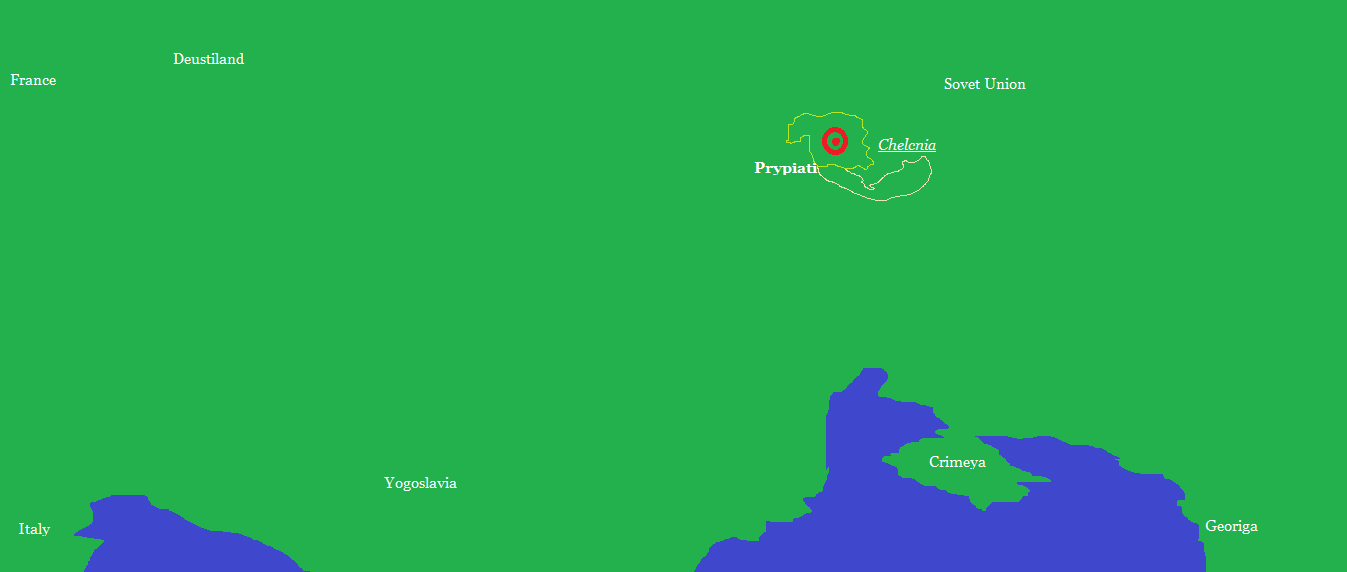 Deustiland
France
Sovet Union
Chelcnia
Prypiati
Crimeya
Yogoslavia
Italy
Georiga